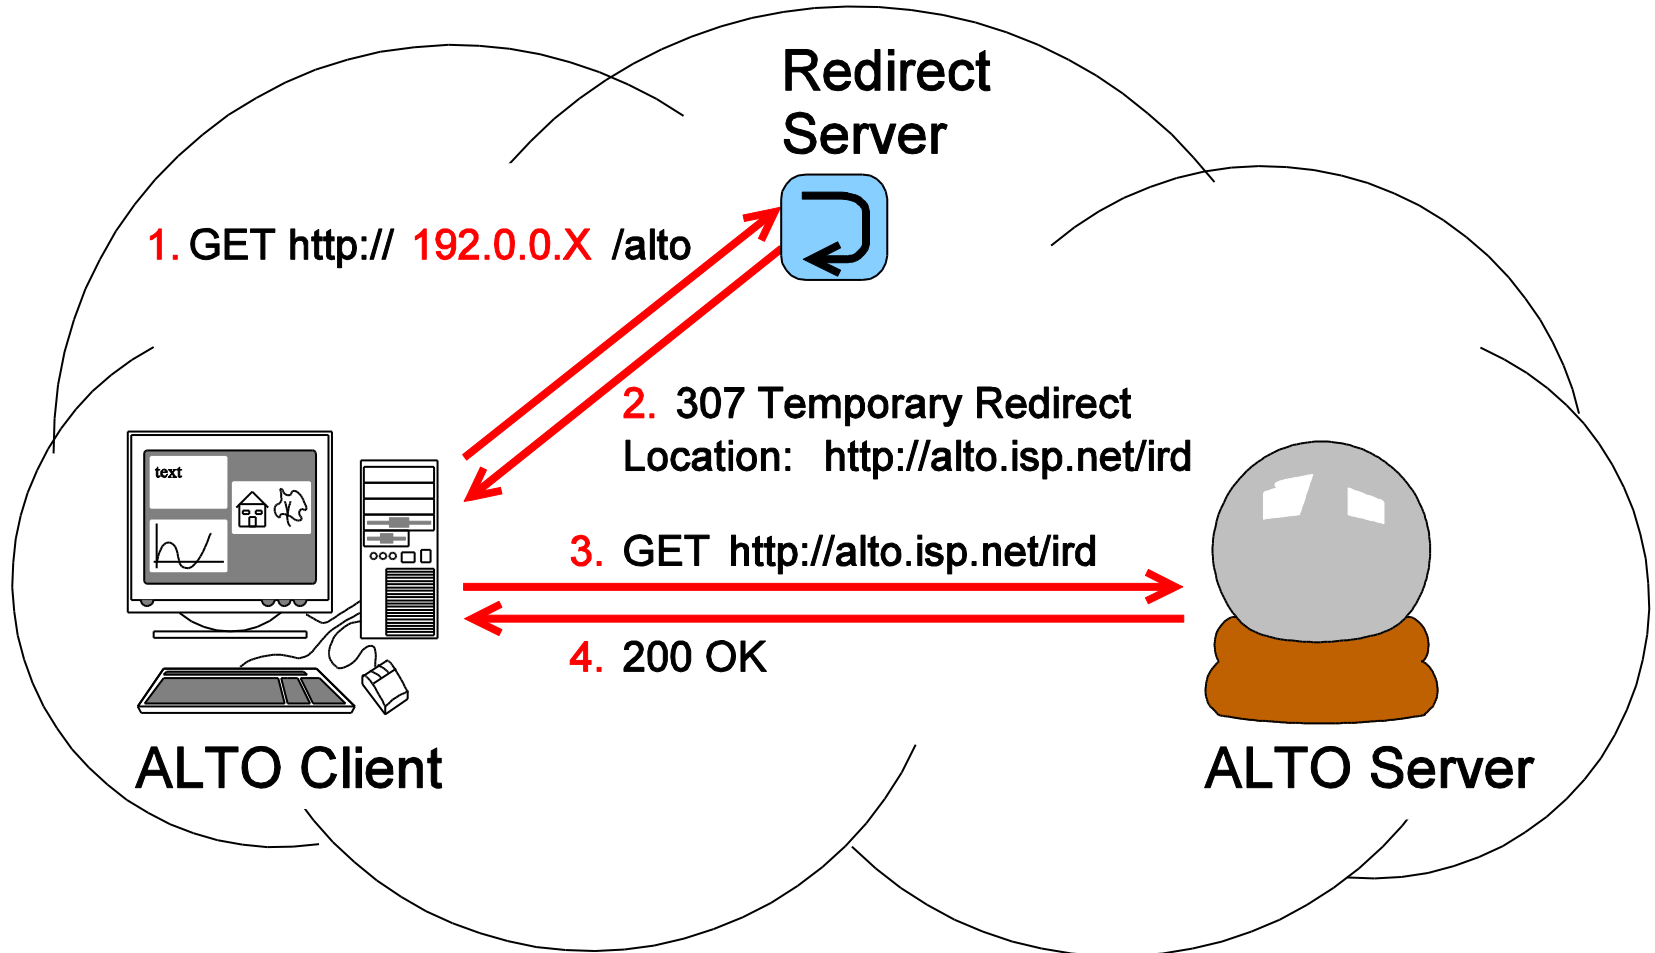 Redirect
Server
1. GET http:// 192.0.0.X /alto
2. 307 Temporary Redirect
Location: http://alto.isp.net/ird
text
3. GET http://alto.isp.net/ird
4. 200 OK
ALTO Client
ALTO Server